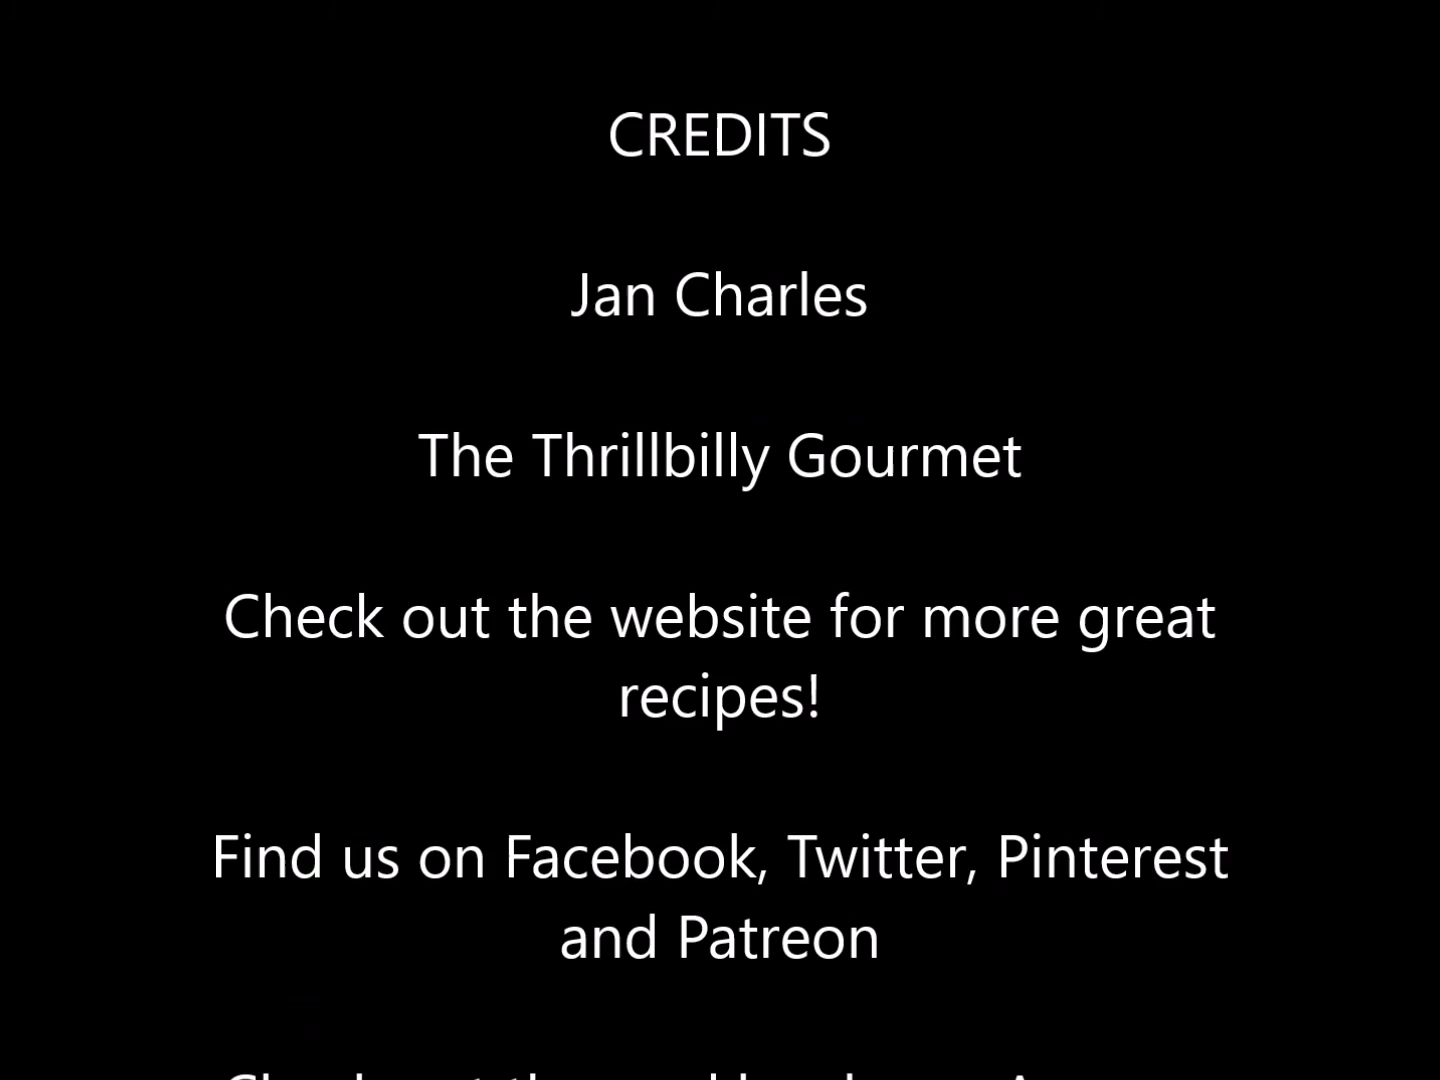 CREDITS
Jan Charles
The Thrillbilly Gourmet
Check out the website for more great
recipes!
Find us on Facebook, Twitter, Pinterest
and Patreon